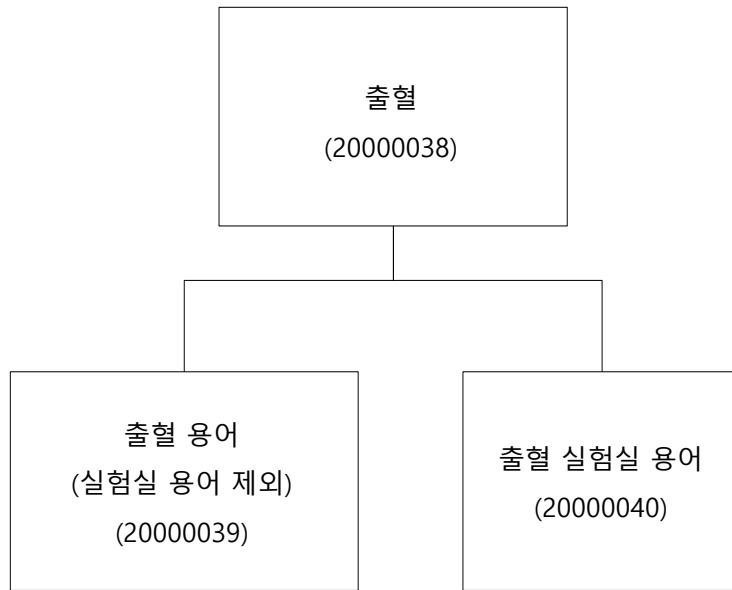 출혈
(20000038)
출혈 용어
(실험실 용어 제외)
(20000039)
출혈 실험실 용어
(20000040)